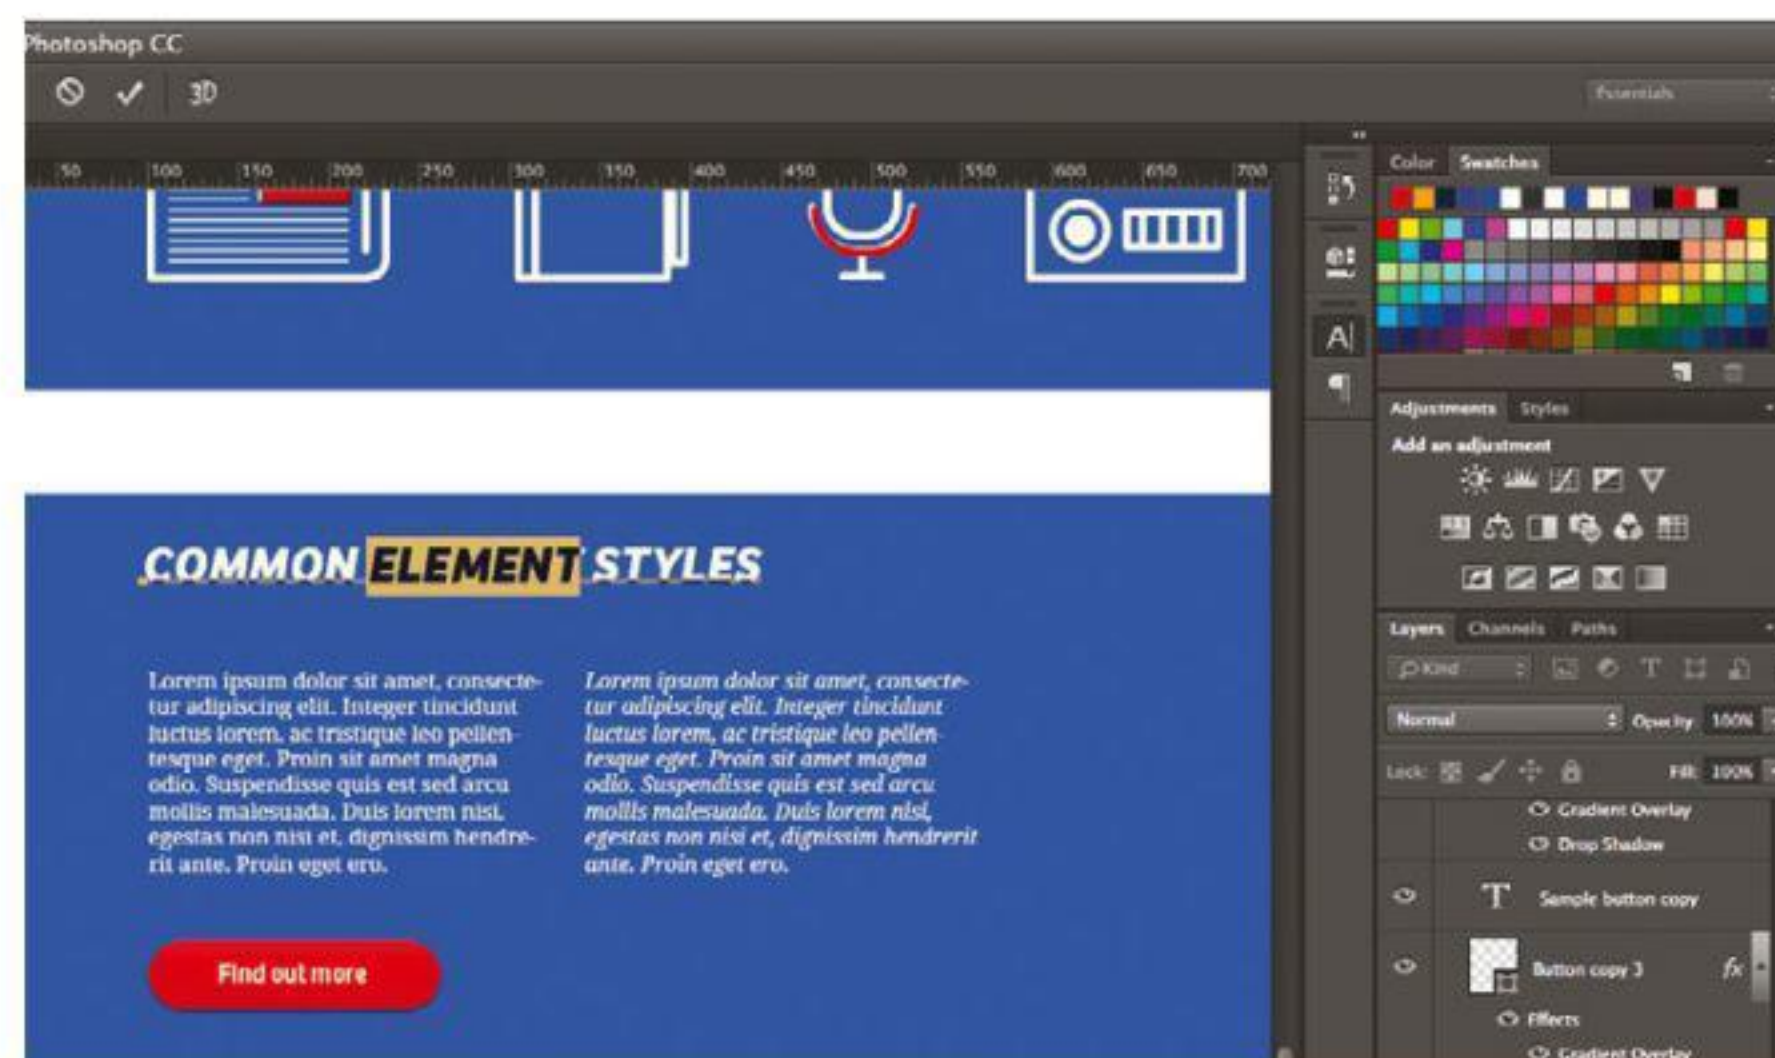 Photoshop CC
3D
Essentials
50 100 150 200 250 300 350 400 450 500 550 600 650 700
Color Swatches
A
¶
Adjustments Styles
Add an adjustment
COMMON ELEMENT STYLES
Layers Channels Paths
Kind
T
Normal Opacity 100%
Lock: Fill: 100%
Lorem ipsum dolor sit amet, consecte-
tur adipiscing elit. Integer tincidunt
luctus lorem, ac tristique leo pellen-
tesque eget. Proin sit amet magna
odio. Suspendisse quis est sed arcu
mollis malesuada. Duis lorem nisi,
egestas non nisi et, dignissim hendre-
rit ante. Proin eget ero.
Lorem ipsum dolor sit amet, consecte-
tur adipiscing elit. Integer tincidunt
luctus lorem, ac tristique leo pellen-
tesque eget. Proin sit amet magna
odio. Suspendisse quis est sed arcu
mollis malesuada. Duis lorem nisl,
egestas non nisi et, dignissim hendrerit
ante. Proin eget ero.
Find out more
Gradient Overlay
Drop Shadow
T Sample button copy
Button copy 3 fx
Effects
Gradient Overlay